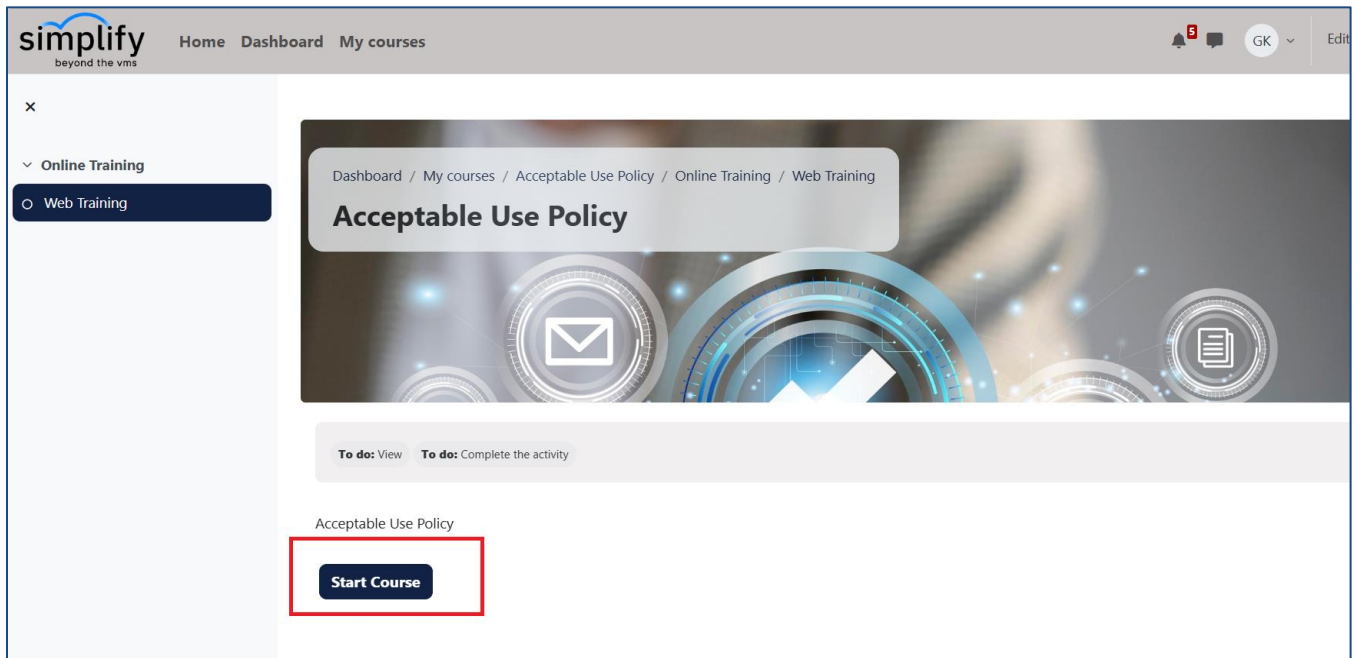 simplify
beyond the vms
Home Dashboard My courses
5
GK
Edit
×
Online Training
Web Training
Dashboard / My courses / Acceptable Use Policy / Online Training / Web Training
Acceptable Use Policy
To do: View To do: Complete the activity
Acceptable Use Policy
Start Course